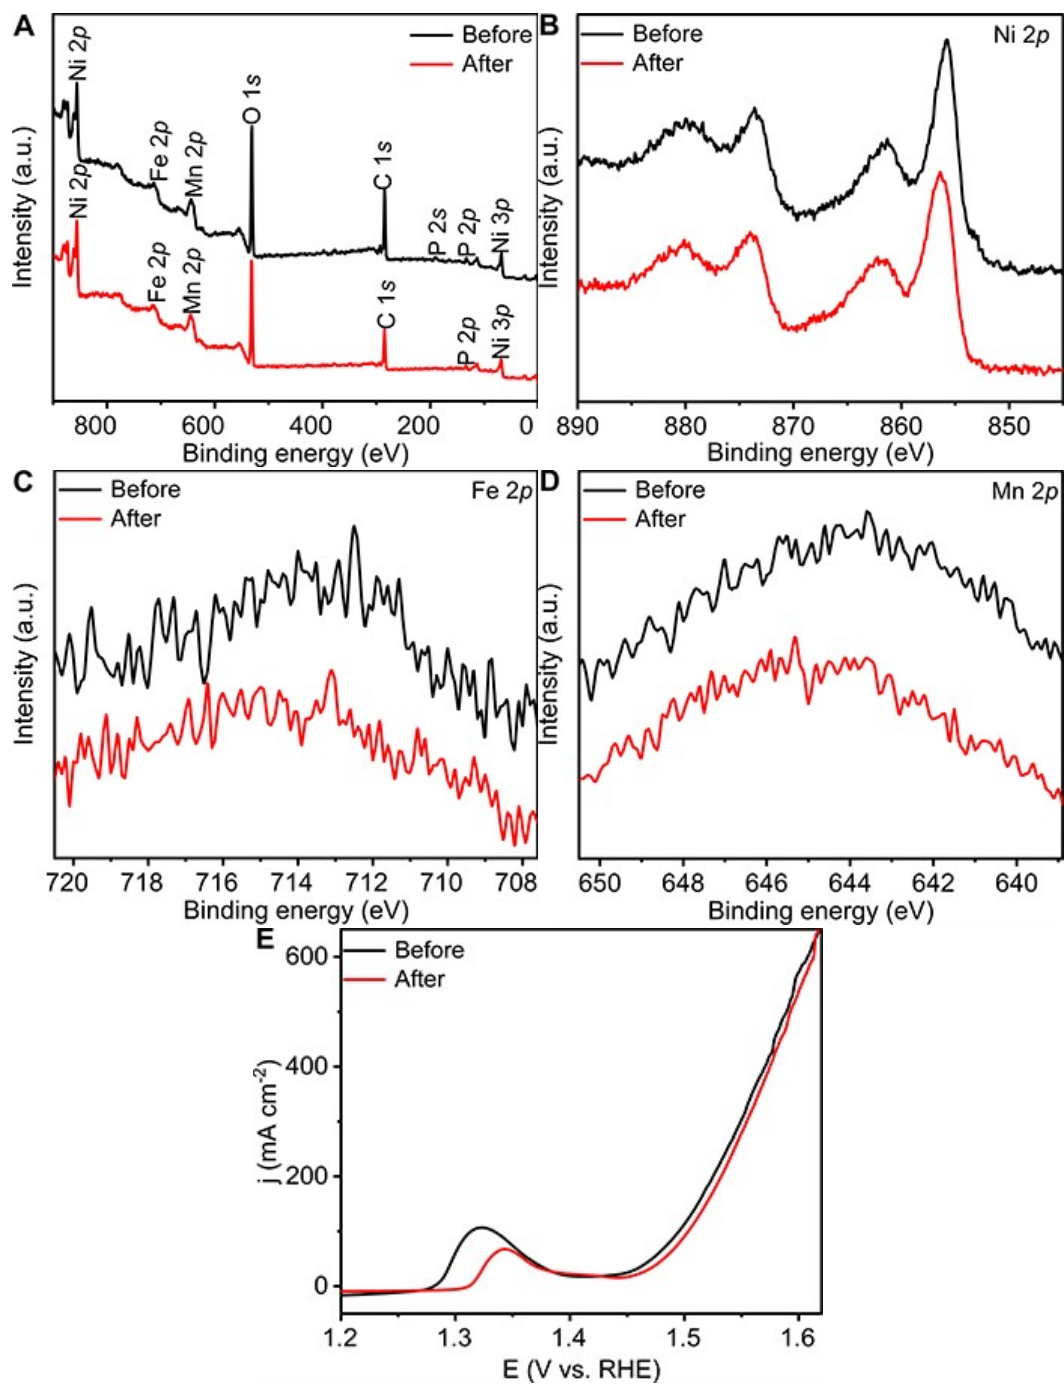 A
Before
After
Ni 2p
Fe 2p
Mn 2p
O 1s
C 1s
P 2s
P 2p
Ni 3p
Ni 2p
Fe 2p
Mn 2p
C 1s
P 2p
Ni 3p
Intensity (a.u.)
800 600 400 200 0
Binding energy (eV)
B
Before
After
Ni 2p
Intensity (a.u.)
890 880 870 860 850
Binding energy (eV)
C
Before
After
Fe 2p
Intensity (a.u.)
720 718 716 714 712 710 708
Binding energy (eV)
D
Before
After
Mn 2p
Intensity (a.u.)
650 648 646 644 642 640
Binding energy (eV)
E
Before
After
600
400
200
0
j (mA cm⁻²)
1.2 1.3 1.4 1.5 1.6
E (V vs. RHE)